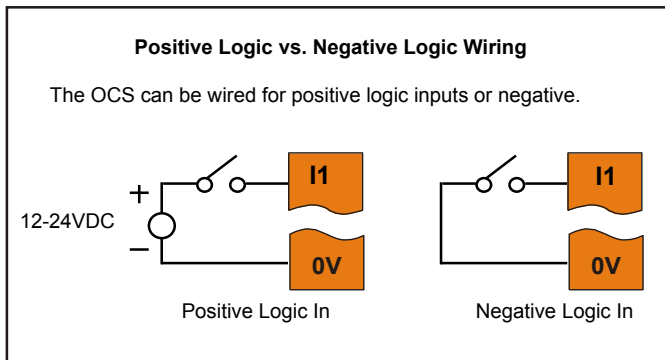 Positive Logic vs. Negative Logic Wiring
The OCS can be wired for positive logic inputs or negative.
I1
+
12-24VDC
–
0V
Positive Logic In
I1
0V
Negative Logic In